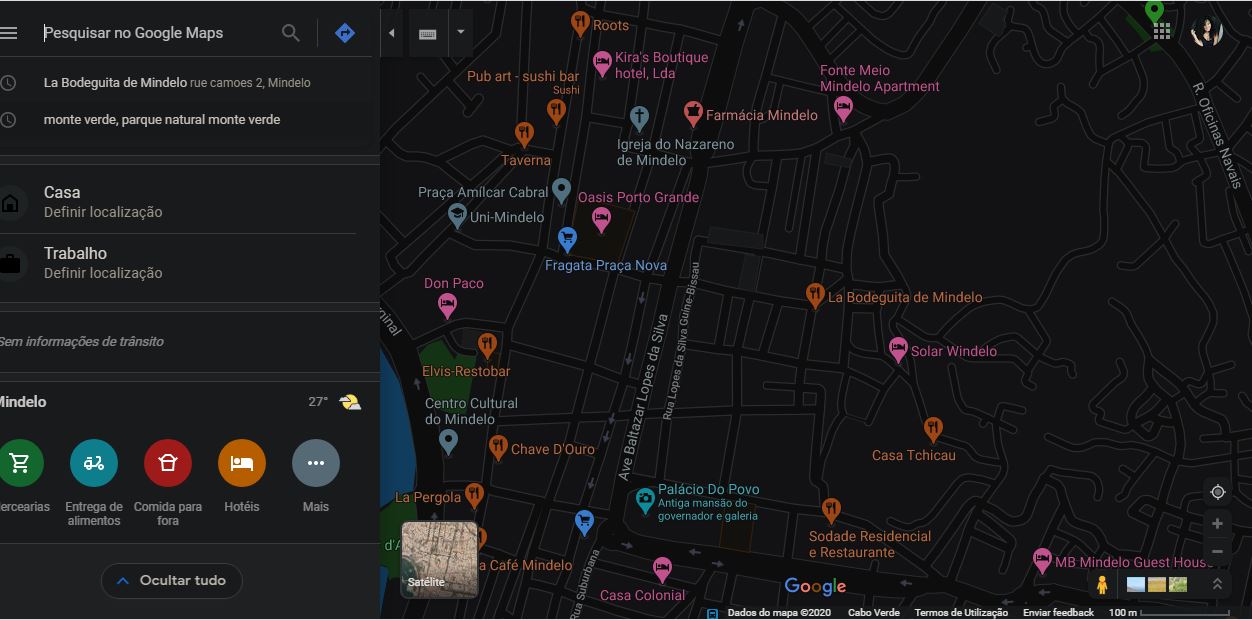 Pesquisar no Google Maps
La Bodeguita de Mindelo rue camoes 2, Mindelo
monte verde, parque natural monte verde
Casa
Definir localização
Trabalho
Definir localização
Sem informações de trânsito
Mindelo
27°
ercearias
Entrega de
alimentos
Comida para
fora
Hotéis
Mais
Ocultar tudo
Roots
Kira's Boutique
hotel, Lda
Pub art - sushi bar
Sushi
Fonte Meio
Mindelo Apartment
Farmácia Mindelo
Igreja do Nazareno
de Mindelo
Taverna
R. Oficinas Navais
Praça Amílcar Cabral
Oasis Porto Grande
Uni-Mindelo
Fragata Praça Nova
Don Paco
La Bodeguita de Mindelo
minal
Ave Baltazar Lopes da Silva
Rua Lopes da Silva Guine-Bissau
Solar Windelo
Elvis-Restobar
Centro Cultural
do Mindelo
Chave D'Ouro
Casa Tchicau
La Pergola
Palácio Do Povo
Antiga mansão do
governador e galeria
Sodade Residencial
e Restaurante
d'A
a Café Mindelo
Rua Suburbana
MB Mindelo Guest Hous
Casa Colonial
Satélite
Google
Dados do mapa ©2020 Cabo Verde Termos de Utilização Enviar feedback 100 m